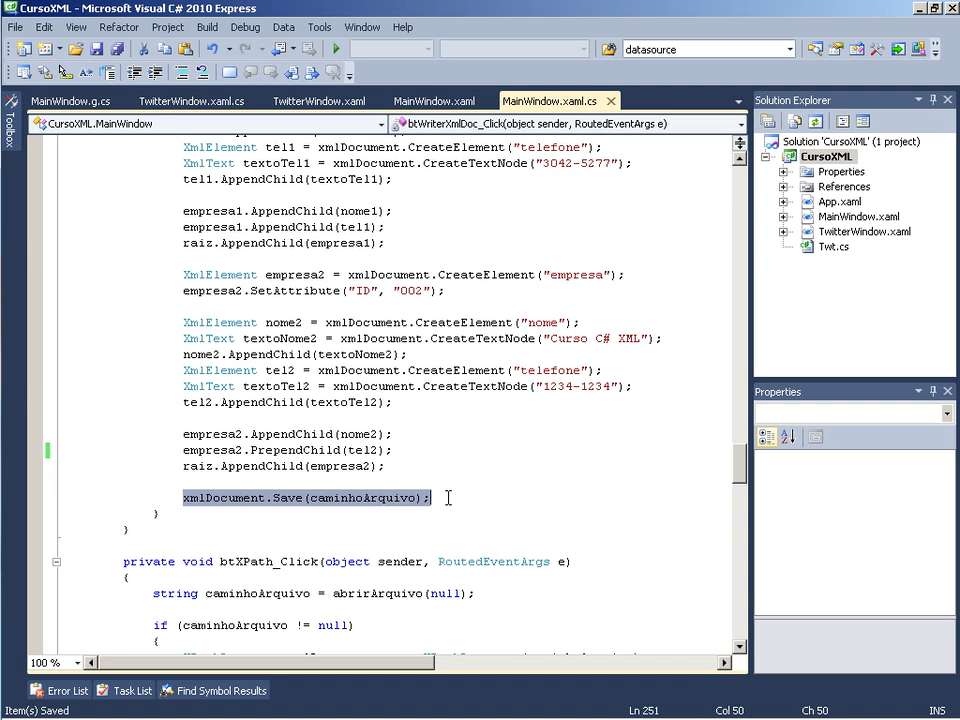 CursoXML - Microsoft Visual C# 2010 Express
File Edit View Refactor Project Build Debug Data Tools Window Help
datasource
MainWindow.g.cs TwitterWindow.xaml.cs TwitterWindow.xaml MainWindow.xaml MainWindow.xaml.cs
Toolbox
CursoXML.MainWindow btWriterXmlDoc_Click(object sender, RoutedEventArgs e)
XmlElement tel1 = xmlDocument.CreateElement("telefone");
XmlText textoTel1 = xmlDocument.CreateTextNode("3042-5277");
tel1.AppendChild(textoTel1);
empresa1.AppendChild(nome1);
empresa1.AppendChild(tel1);
raiz.AppendChild(empresa1);
XmlElement empresa2 = xmlDocument.CreateElement("empresa");
empresa2.SetAttribute("ID", "002");
XmlElement nome2 = xmlDocument.CreateElement("nome");
XmlText textoNome2 = xmlDocument.CreateTextNode("Curso C# XML");
nome2.AppendChild(textoNome2);
XmlElement tel2 = xmlDocument.CreateElement("telefone");
XmlText textoTel2 = xmlDocument.CreateTextNode("1234-1234");
tel2.AppendChild(textoTel2);
empresa2.AppendChild(nome2);
empresa2.PrependChild(tel2);
raiz.AppendChild(empresa2);
xmlDocument.Save(caminhoArquivo);
}
}
private void btXPath_Click(object sender, RoutedEventArgs e)
{
string caminhoArquivo = abrirArquivo(null);
if (caminhoArquivo != null)
{
100 %
Solution Explorer
Solution 'CursoXML' (1 project)
CursoXML
Properties
References
App.xaml
MainWindow.xaml
TwitterWindow.xaml
Twt.cs
Properties
Error List Task List Find Symbol Results
Item(s) Saved Ln 251 Col 50 Ch 50 INS